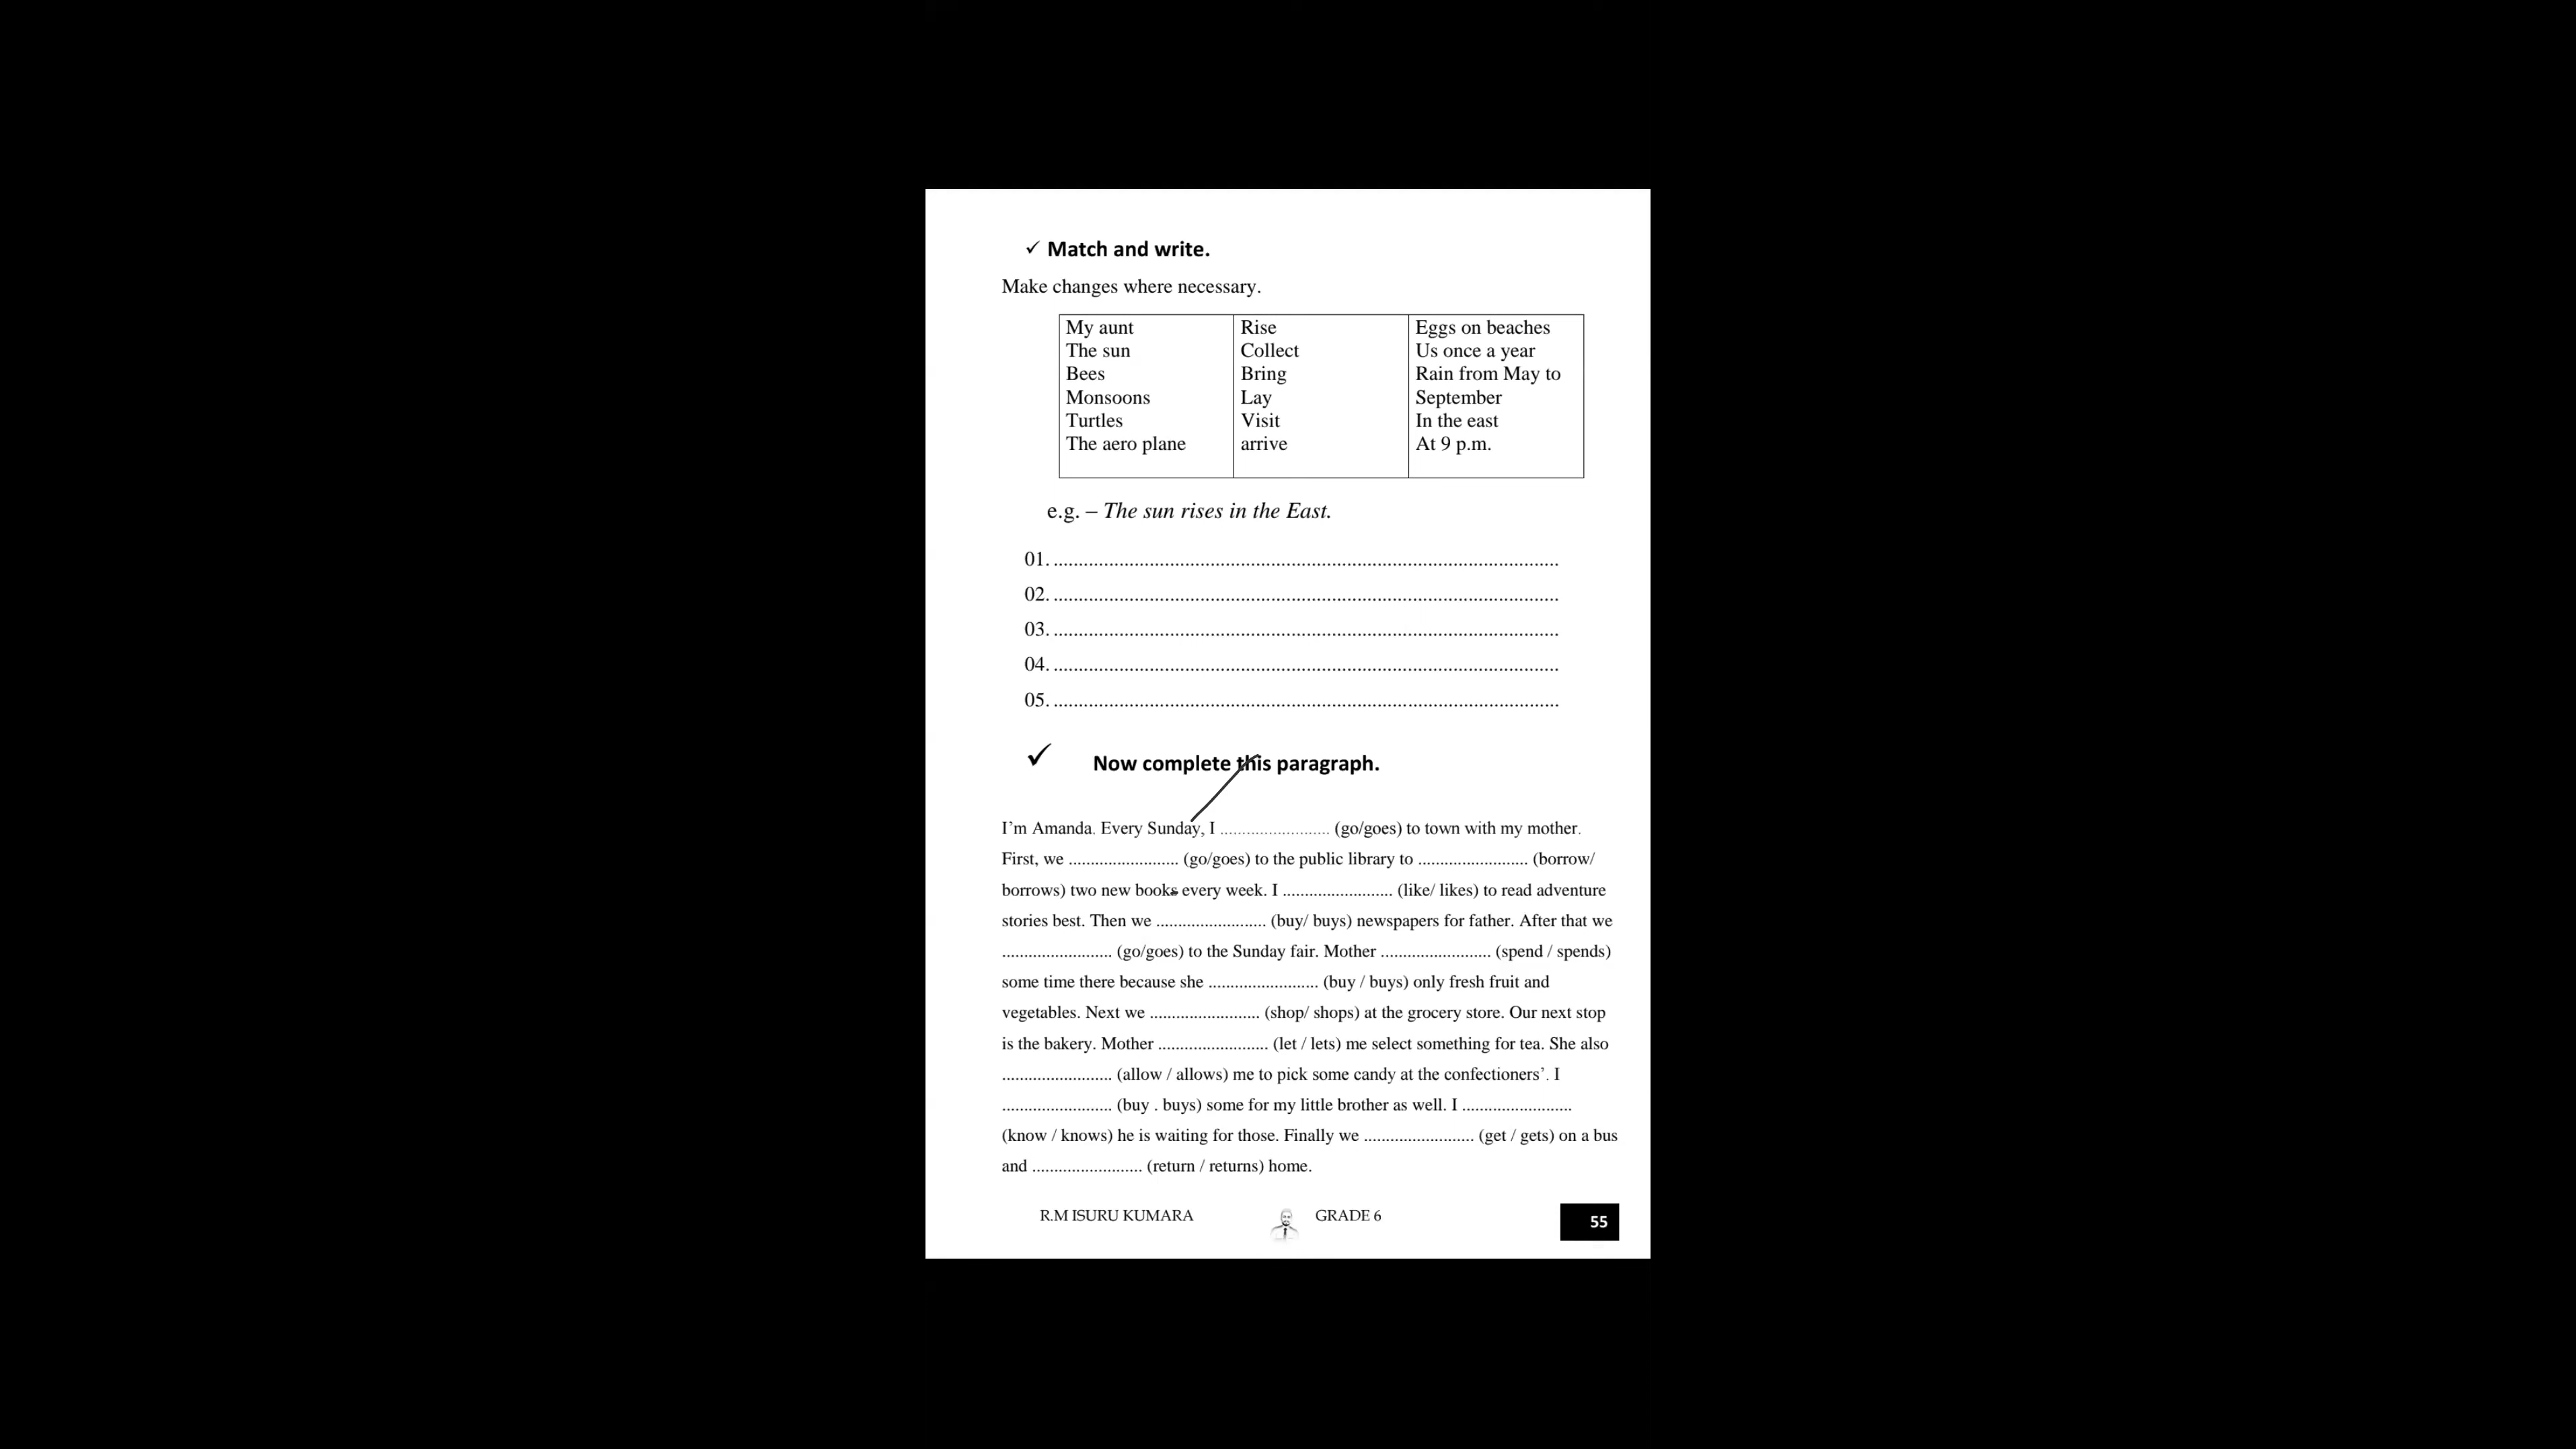 ✓ Match and write.
Make changes where necessary.
My aunt Rise Eggs on beaches
The sun Collect Us once a year
Bees Bring Rain from May to
Monsoons Lay September
Turtles Visit In the east
The aero plane arrive At 9 p.m.
e.g. – The sun rises in the East.
01. ....................................................................................................
02. ....................................................................................................
03. ....................................................................................................
04. ....................................................................................................
05. ....................................................................................................
✓ Now complete this paragraph.
I’m Amanda. Every Sunday, I ......................... (go/goes) to town with my mother.
First, we ......................... (go/goes) to the public library to ......................... (borrow/
borrows) two new books every week. I ......................... (like/ likes) to read adventure
stories best. Then we ......................... (buy/ buys) newspapers for father. After that we
......................... (go/goes) to the Sunday fair. Mother ......................... (spend / spends)
some time there because she ......................... (buy / buys) only fresh fruit and
vegetables. Next we ......................... (shop/ shops) at the grocery store. Our next stop
is the bakery. Mother ......................... (let / lets) me select something for tea. She also
......................... (allow / allows) me to pick some candy at the confectioners’. I
......................... (buy . buys) some for my little brother as well. I .........................
(know / knows) he is waiting for those. Finally we ......................... (get / gets) on a bus
and ......................... (return / returns) home.
R.M ISURU KUMARA GRADE 6 55